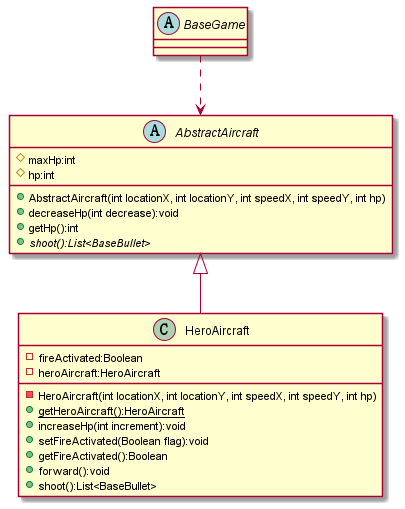 A BaseGame
A AbstractAircraft
maxHp:int
hp:int
AbstractAircraft(int locationX, int locationY, int speedX, int speedY, int hp)
decreaseHp(int decrease):void
getHp():int
shoot():List<BaseBullet>
C HeroAircraft
fireActivated:Boolean
heroAircraft:HeroAircraft
HeroAircraft(int locationX, int locationY, int speedX, int speedY, int hp)
getHeroAircraft():HeroAircraft
increaseHp(int increment):void
setFireActivated(Boolean flag):void
getFireActivated():Boolean
forward():void
shoot():List<BaseBullet>